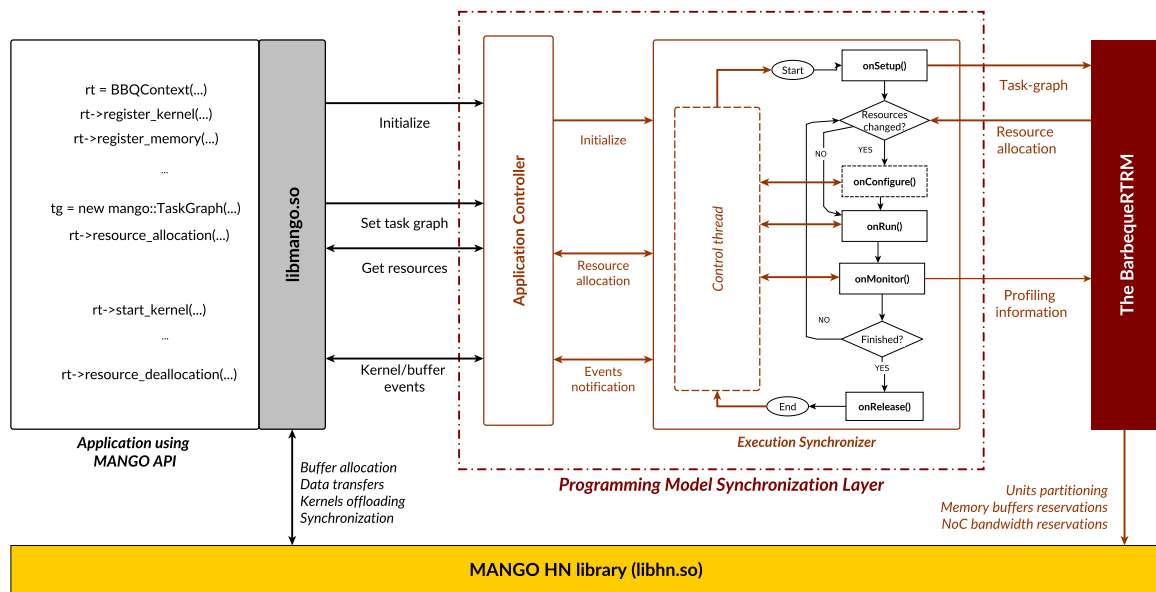 rt = BBQContext(...)
rt->register_kernel(...)
rt->register_memory(...)
...
tg = new mango::TaskGraph(...)
rt->resource_allocation(...)
rt->start_kernel(...)
...
rt->resource_deallocation(...)
Application using
MANGO API
libmango.so
Initialize
Set task graph
Get resources
Kernel/buffer
events
Buffer allocation
Data transfers
Kernels offloading
Synchronization
Application Controller
Initialize
Resource
allocation
Events
notification
Control thread
Start
onSetup()
Resources
changed?
YES
NO
onConfigure()
onRun()
onMonitor()
NO
Finished?
YES
onRelease()
End
Execution Synchronizer
Programming Model Synchronization Layer
Task-graph
Resource
allocation
Profiling
information
The BarbequeRTRM
Units partitioning
Memory buffers reservations
NoC bandwidth reservations
MANGO HN library (libhn.so)